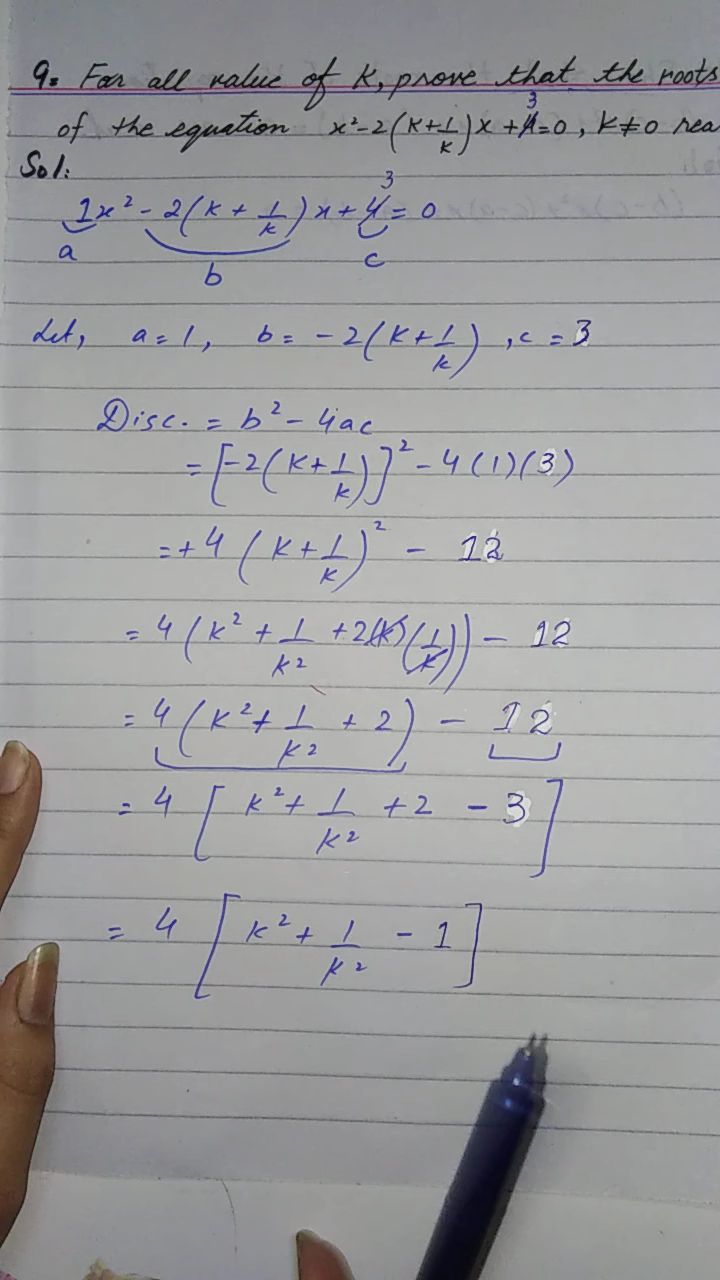 9. For all value of K, prove that the roots
of the equation x²-2(K+1/K)x+3=0, K≠0 rea
Sol:
1x²-2(K+1/K)x+3=0
a b c
Let, a=1, b=-2(K+1/K), c=3
Disc. = b²-4ac
=[-2(K+1/K)]²-4(1)(3)
=+4(K+1/K)²-12
=4(K²+1/K²+2(K)(1/K))-12
=4(K²+1/K²+2)-12
=4[K²+1/K²+2-3]
=4[K²+1/K²-1]